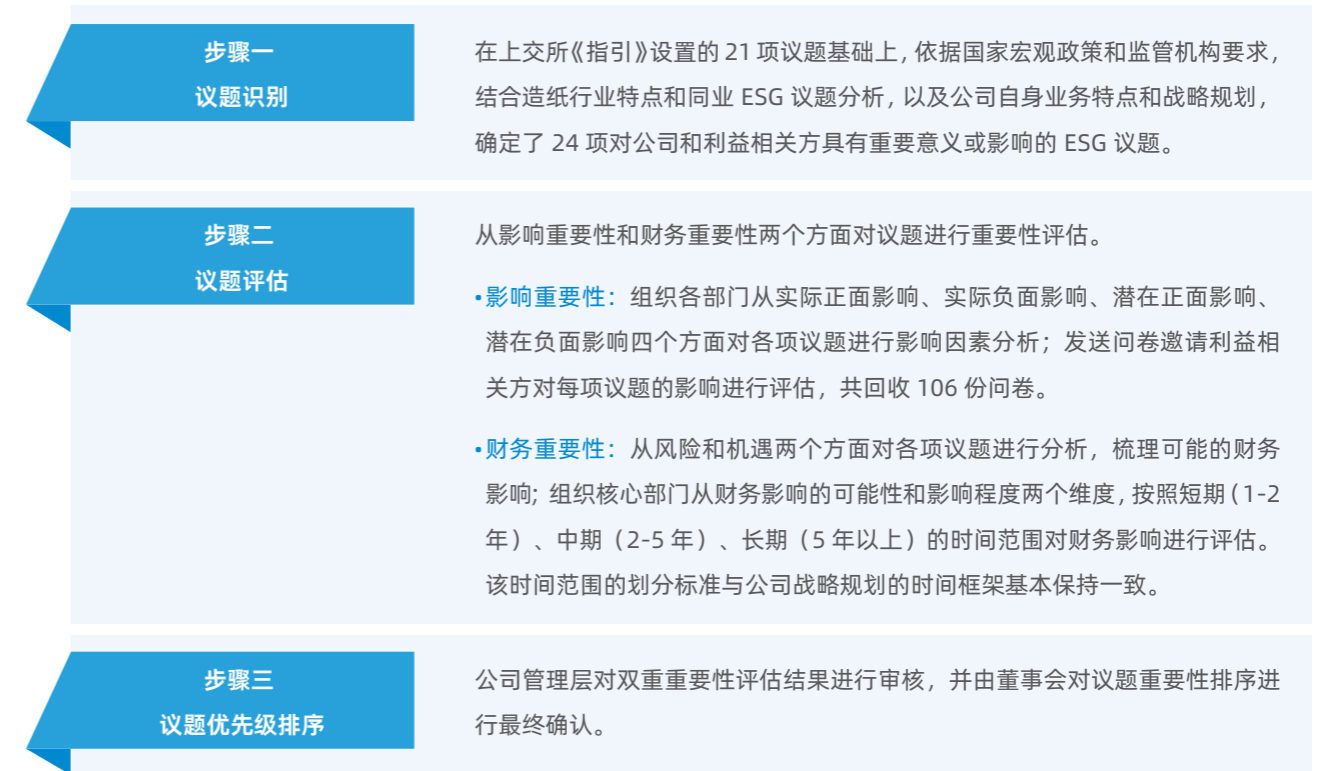 步骤一
议题识别
在上交所《指引》设置的 21 项议题基础上，依据国家宏观政策和监管机构要求，
结合造纸行业特点和同业 ESG 议题分析，以及公司自身业务特点和战略规划，
确定了 24 项对公司和利益相关方具有重要意义或影响的 ESG 议题。
步骤二
议题评估
从影响重要性和财务重要性两个方面对议题进行重要性评估。
•影响重要性：组织各部门从实际正面影响、实际负面影响、潜在正面影响、
潜在负面影响四个方面对各项议题进行影响因素分析；发送问卷邀请利益相
关方对每项议题的影响进行评估，共回收 106 份问卷。
•财务重要性：从风险和机遇两个方面对各项议题进行分析，梳理可能的财务
影响；组织核心部门从财务影响的可能性和影响程度两个维度，按照短期（1-2
年）、中期（2-5 年）、长期（5 年以上）的时间范围对财务影响进行评估。
该时间范围的划分标准与公司战略规划的时间框架基本保持一致。
步骤三
议题优先级排序
公司管理层对双重重要性评估结果进行审核，并由董事会对议题重要性排序进
行最终确认。